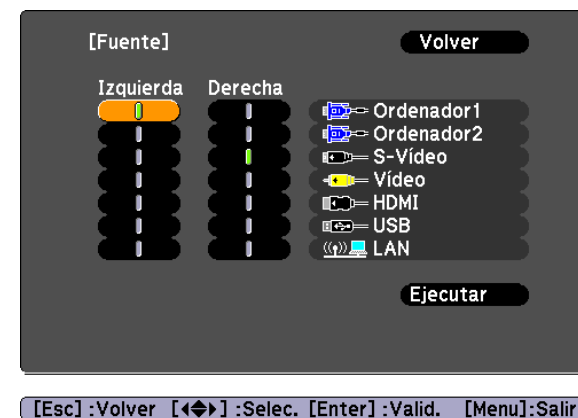 [Fuente] Volver
Izquierda Derecha
Ordenador1
Ordenador2
S-Vídeo
Vídeo
HDMI
USB
LAN
Ejecutar
[Esc] :Volver [] :Selec. [Enter] :Valid. [Menu]:Salir